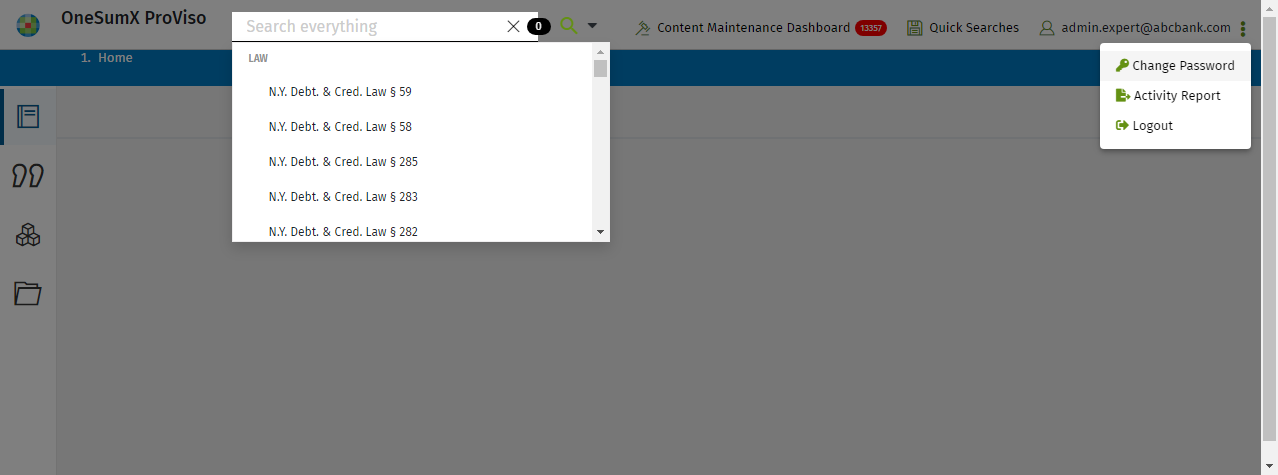 OneSumX ProViso
Search everything
0
Content Maintenance Dashboard 13357
Quick Searches
admin.expert@abcbank.com
1. Home
LAW
N.Y. Debt. & Cred. Law § 59
N.Y. Debt. & Cred. Law § 58
N.Y. Debt. & Cred. Law § 285
N.Y. Debt. & Cred. Law § 283
N.Y. Debt. & Cred. Law § 282
Change Password
Activity Report
Logout